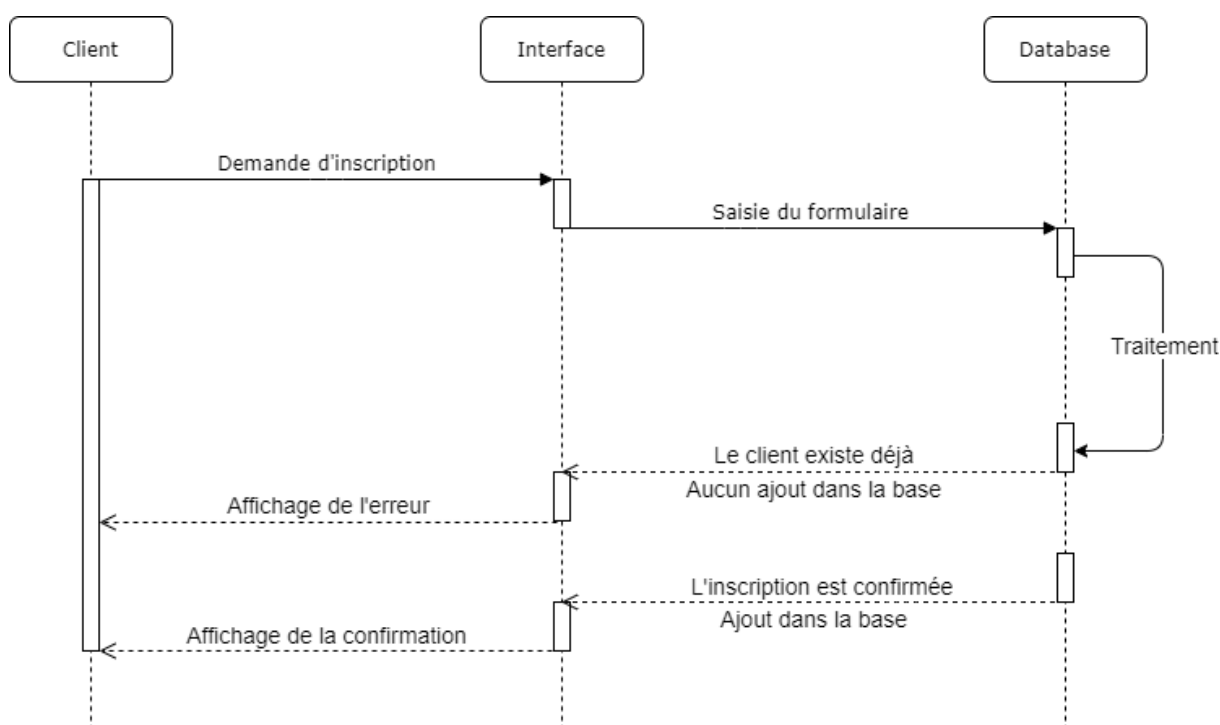 Client
Interface
Database
Demande d'inscription
Saisie du formulaire
Traitement
Le client existe déjà
Aucun ajout dans la base
Affichage de l'erreur
L'inscription est confirmée
Ajout dans la base
Affichage de la confirmation